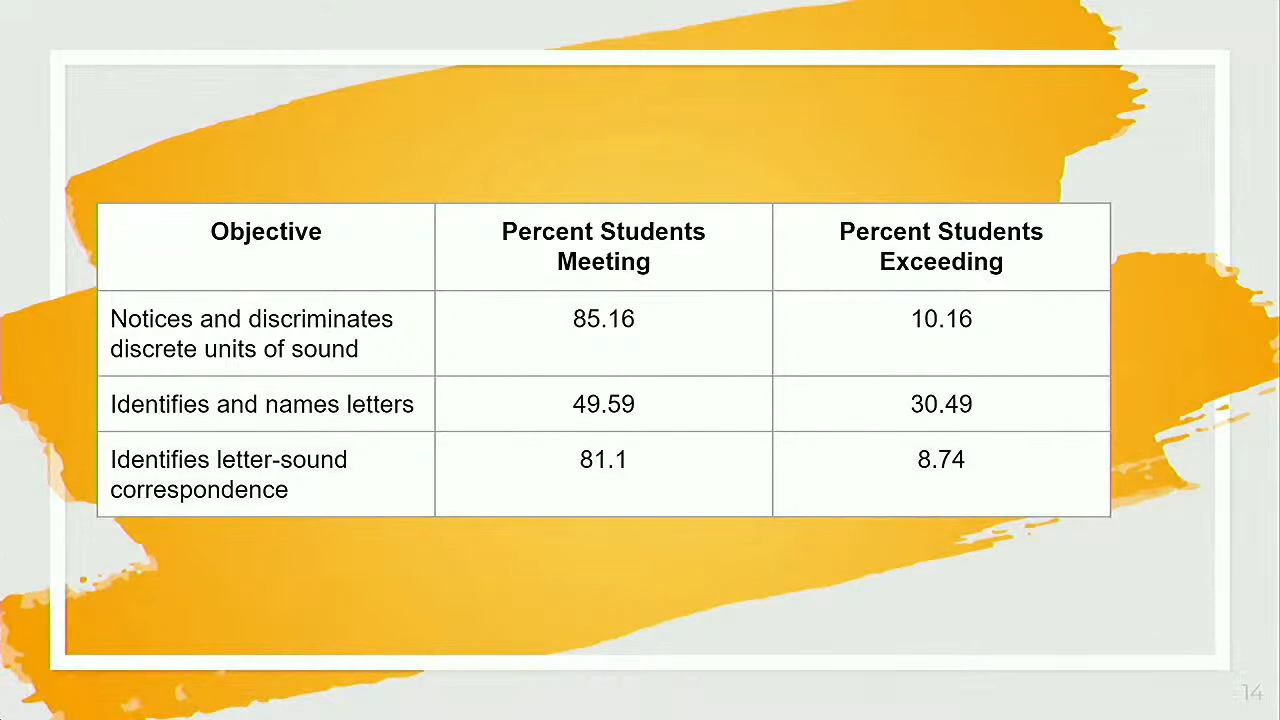 Objective
Percent Students
Meeting
Percent Students
Exceeding
Notices and discriminates
discrete units of sound
85.16
10.16
Identifies and names letters
49.59
30.49
Identifies letter-sound
correspondence
81.1
8.74
14